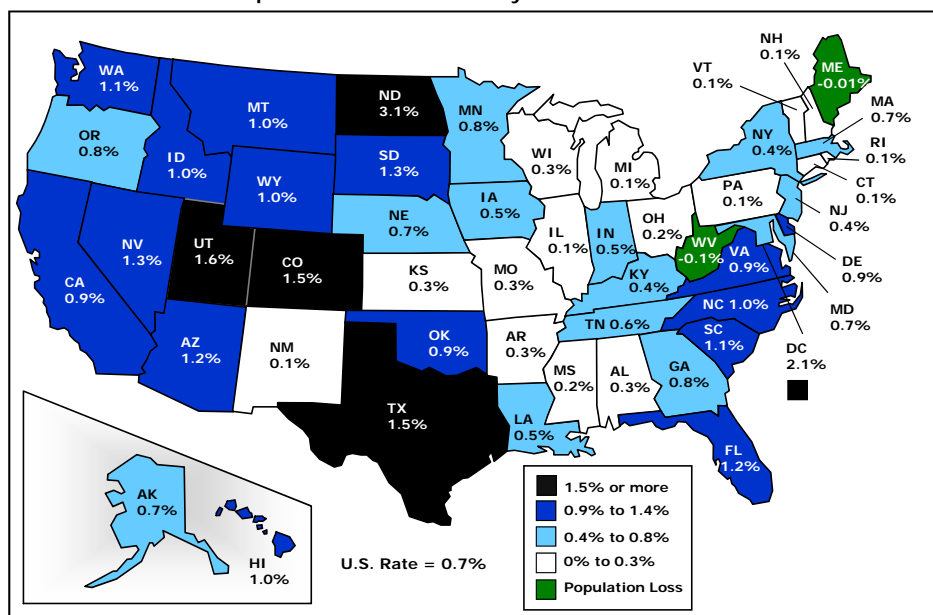 WA
1.1%
MT
1.0%
ND
3.1%
MN
0.8%
VT
0.1%
NH
0.1%
ME
-0.01%
MA
0.7%
OR
0.8%
ID
1.0%
WY
1.0%
SD
1.3%
WI
0.3%
MI
0.1%
NY
0.4%
RI
0.1%
CT
0.1%
NV
1.3%
UT
1.6%
CO
1.5%
NE
0.7%
IA
0.5%
IL
0.1%
IN
0.5%
OH
0.2%
PA
0.1%
NJ
0.4%
CA
0.9%
KS
0.3%
MO
0.3%
KY
0.4%
WV
-0.1%
VA
0.9%
DE
0.9%
MD
0.7%
DC
2.1%
AZ
1.2%
NM
0.1%
OK
0.9%
AR
0.3%
TN 0.6%
NC 1.0%
SC
1.1%
TX
1.5%
LA
0.5%
MS
0.2%
AL
0.3%
GA
0.8%
FL
1.2%
AK
0.7%
HI
1.0%
U.S. Rate = 0.7%
1.5% or more
0.9% to 1.4%
0.4% to 0.8%
0% to 0.3%
Population Loss